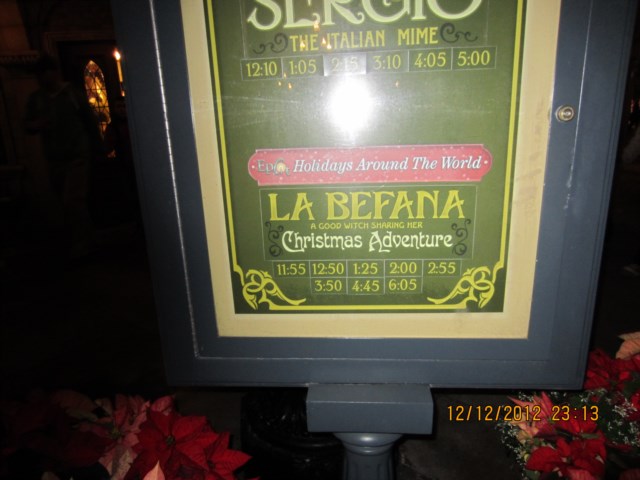 SERGIO
THE ITALIAN MIME
12:10 1:05 2:15 3:10 4:05 5:00
Epcot Holidays Around The World
LA BEFANA
A GOOD WITCH SHARING HER
Christmas Adventure
11:55 12:50 1:25 2:00 2:55
3:50 4:45 6:05
12/12/2012 23:13